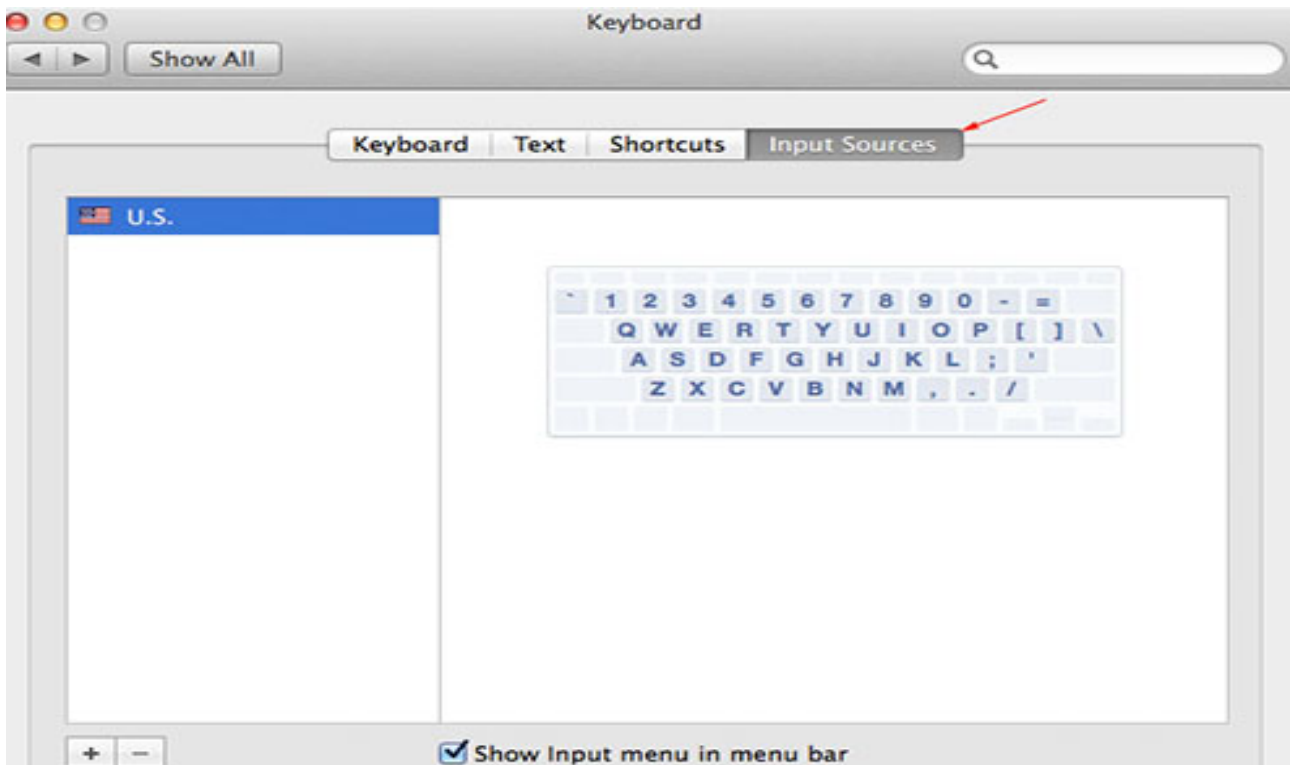 Keyboard
Show All
Keyboard Text Shortcuts Input Sources
U.S.
` 1 2 3 4 5 6 7 8 9 0 - =
Q W E R T Y U I O P [ ] \
A S D F G H J K L ; '
Z X C V B N M , . /
+ -
Show Input menu in menu bar